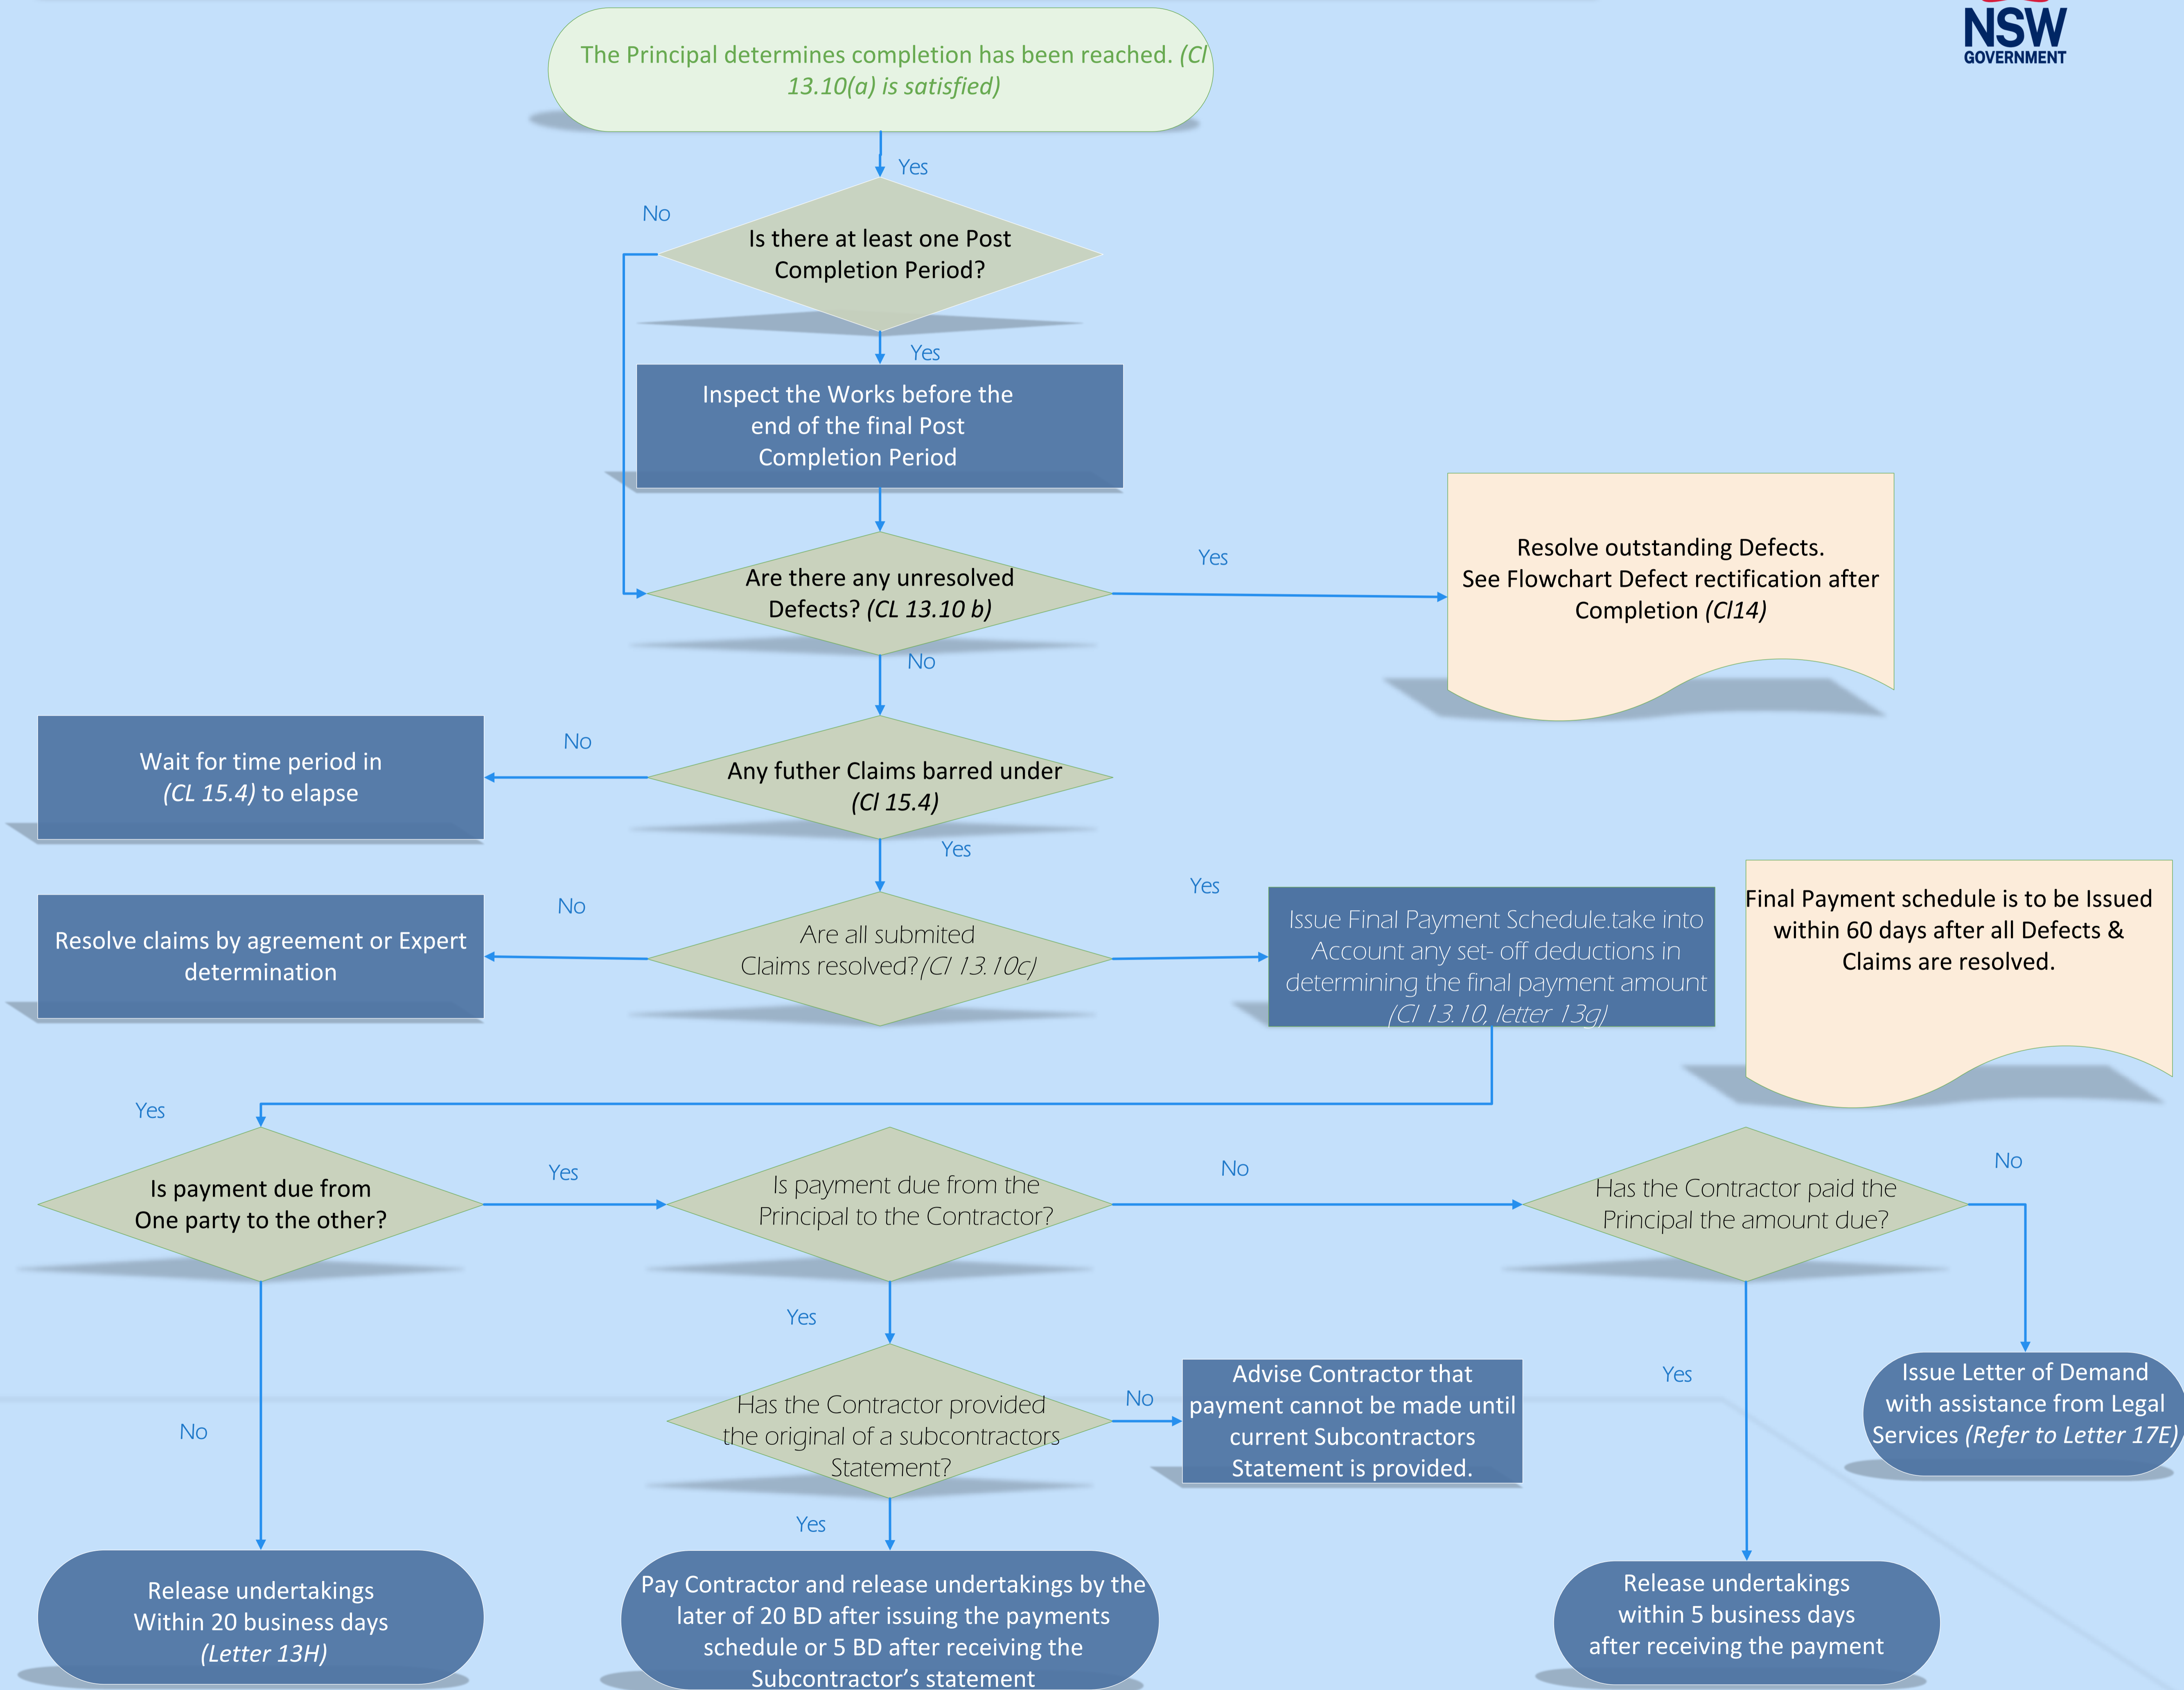 NSW
GOVERNMENT
The Principal determines completion has been reached. (Cl
13.10(a) is satisfied)
Yes
No
Is there at least one Post
Completion Period?
Yes
Inspect the Works before the
end of the final Post
Completion Period
Are there any unresolved
Defects? (CL 13.10 b)
Yes
Resolve outstanding Defects.
See Flowchart Defect rectification after
Completion (Cl14)
No
Any futher Claims barred under
(Cl 15.4)
No
Wait for time period in
(CL 15.4) to elapse
Yes
Are all submited
Claims resolved?(Cl 13.10c)
No
Resolve claims by agreement or Expert
determination
Yes
Issue Final Payment Schedule.take into
Account any set- off deductions in
determining the final payment amount
(Cl 13.10, letter 13g)
Final Payment schedule is to be Issued
within 60 days after all Defects &
Claims are resolved.
Yes
Is payment due from
One party to the other?
Yes
Is payment due from the
Principal to the Contractor?
No
Has the Contractor paid the
Principal the amount due?
No
Yes
Has the Contractor provided
the original of a subcontractors
Statement?
No
Advise Contractor that
payment cannot be made until
current Subcontractors
Statement is provided.
Yes
Issue Letter of Demand
with assistance from Legal
Services (Refer to Letter 17E)
No
Yes
Release undertakings
Within 20 business days
(Letter 13H)
Pay Contractor and release undertakings by the
later of 20 BD after issuing the payments
schedule or 5 BD after receiving the
Subcontractor’s statement
Release undertakings
within 5 business days
after receiving the payment